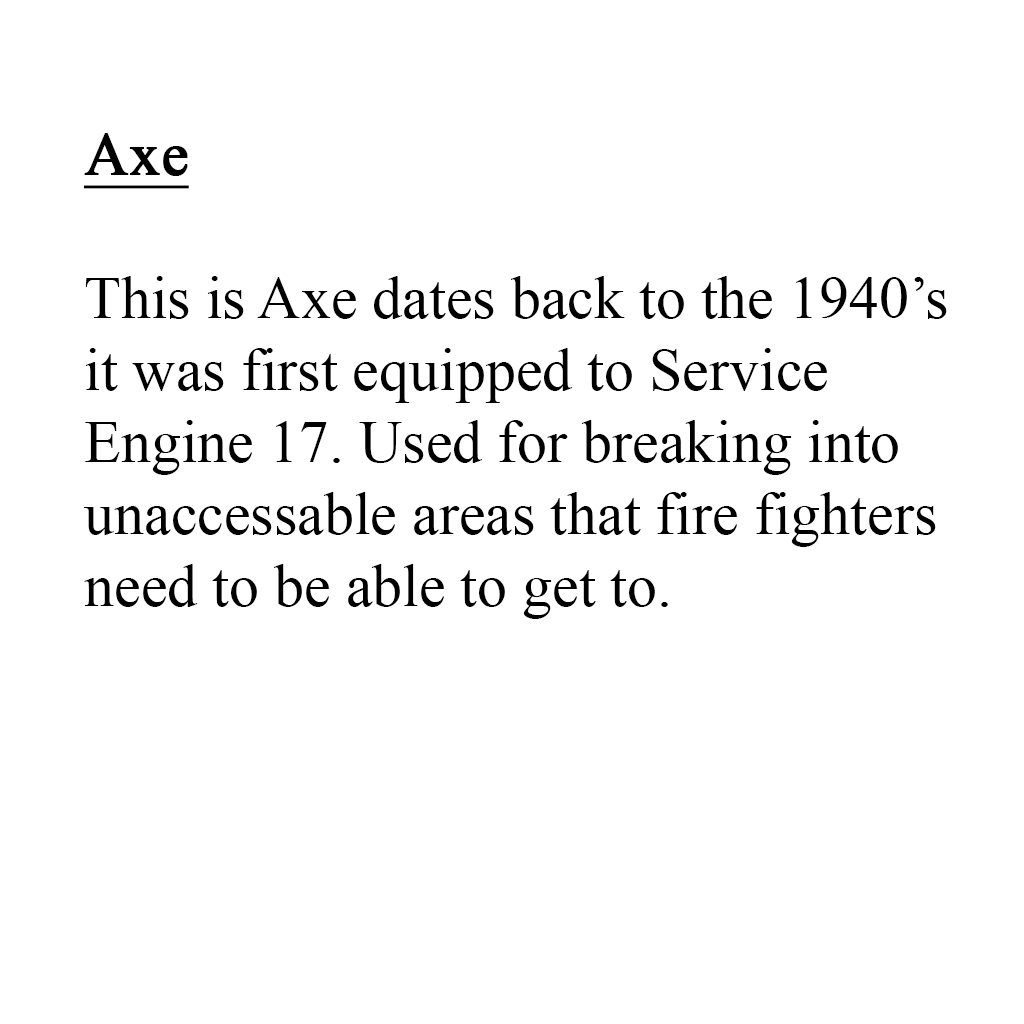 Axe
This is Axe dates back to the 1940’s
it was first equipped to Service
Engine 17. Used for breaking into
unaccessable areas that fire fighters
need to be able to get to.